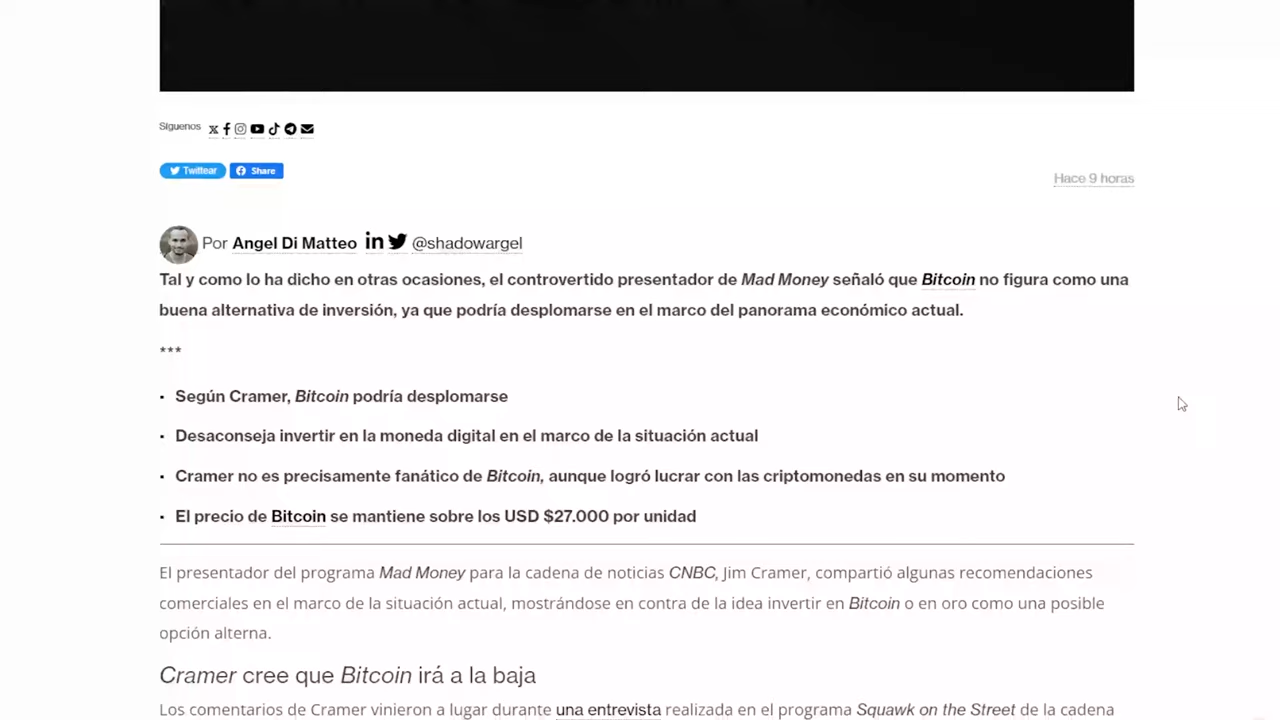 Síguenos
Twittear Share
Hace 9 horas
Por Angel Di Matteo @shadowargel
Tal y como lo ha dicho en otras ocasiones, el controvertido presentador de Mad Money señaló que Bitcoin no figura como una
buena alternativa de inversión, ya que podría desplomarse en el marco del panorama económico actual.
***
• Según Cramer, Bitcoin podría desplomarse
• Desaconseja invertir en la moneda digital en el marco de la situación actual
• Cramer no es precisamente fanático de Bitcoin, aunque logró lucrar con las criptomonedas en su momento
• El precio de Bitcoin se mantiene sobre los USD $27.000 por unidad
El presentador del programa Mad Money para la cadena de noticias CNBC, Jim Cramer, compartió algunas recomendaciones
comerciales en el marco de la situación actual, mostrándose en contra de la idea invertir en Bitcoin o en oro como una posible
opción alterna.
Cramer cree que Bitcoin irá a la baja
Los comentarios de Cramer vinieron a lugar durante una entrevista realizada en el programa Squawk on the Street de la cadena